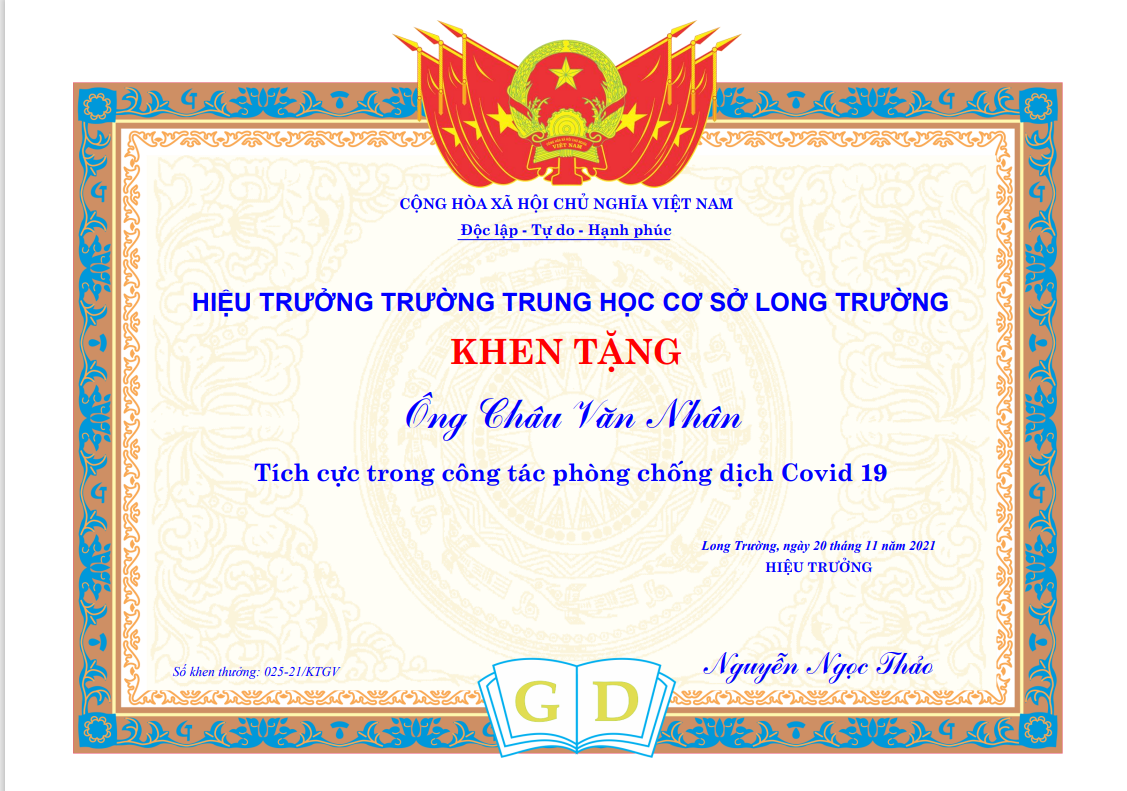 VIỆT NAM
CỘNG HÒA XÃ HỘI CHỦ NGHĨA VIỆT NAM
Độc lập - Tự do - Hạnh phúc
HIỆU TRƯỞNG TRƯỜNG TRUNG HỌC CƠ SỞ LONG TRƯỜNG
KHEN TẶNG
Ông Châu Văn Nhân
Tích cực trong công tác phòng chống dịch Covid 19
Long Trường, ngày 20 tháng 11 năm 2021
HIỆU TRƯỞNG
Nguyễn Ngọc Thảo
Số khen thưởng: 025-21/KTGV
G D